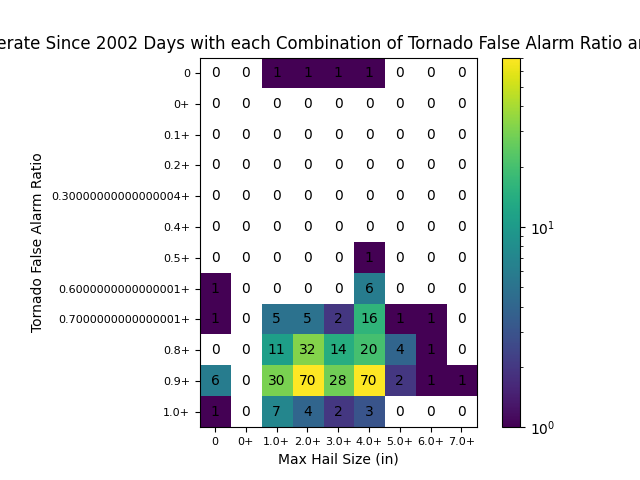 erate Since 2002 Days with each Combination of Tornado False Alarm Ratio a
0 0 0 1 1 1 1 0 0 0
0+ 0 0 0 0 0 0 0 0 0
0.1+ 0 0 0 0 0 0 0 0 0
0.2+ 0 0 0 0 0 0 0 0 0
0.30000000000000004+ 0 0 0 0 0 0 0 0 0
0.4+ 0 0 0 0 0 0 0 0 0
0.5+ 0 0 0 0 0 1 0 0 0
0.6000000000000001+ 1 0 0 0 0 6 0 0 0
0.7000000000000001+ 1 0 5 5 2 16 1 1 0
0.8+ 0 0 11 32 14 20 4 1 0
0.9+ 6 0 30 70 28 70 2 1 1
1.0+ 1 0 7 4 2 3 0 0 0
0 0+ 1.0+ 2.0+ 3.0+ 4.0+ 5.0+ 6.0+ 7.0+
Max Hail Size (in)
Tornado False Alarm Ratio
10¹
10⁰